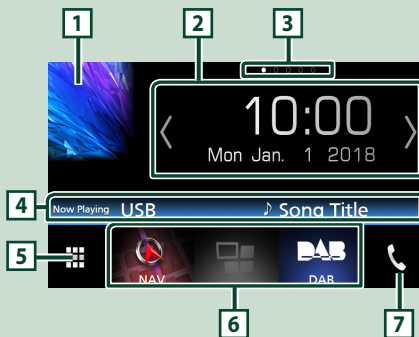 1 2 3
10:00
Mon Jan. 1 2018
4 Now Playing USB ♪ Song Title
5
DAB
NAV DAB
6 7